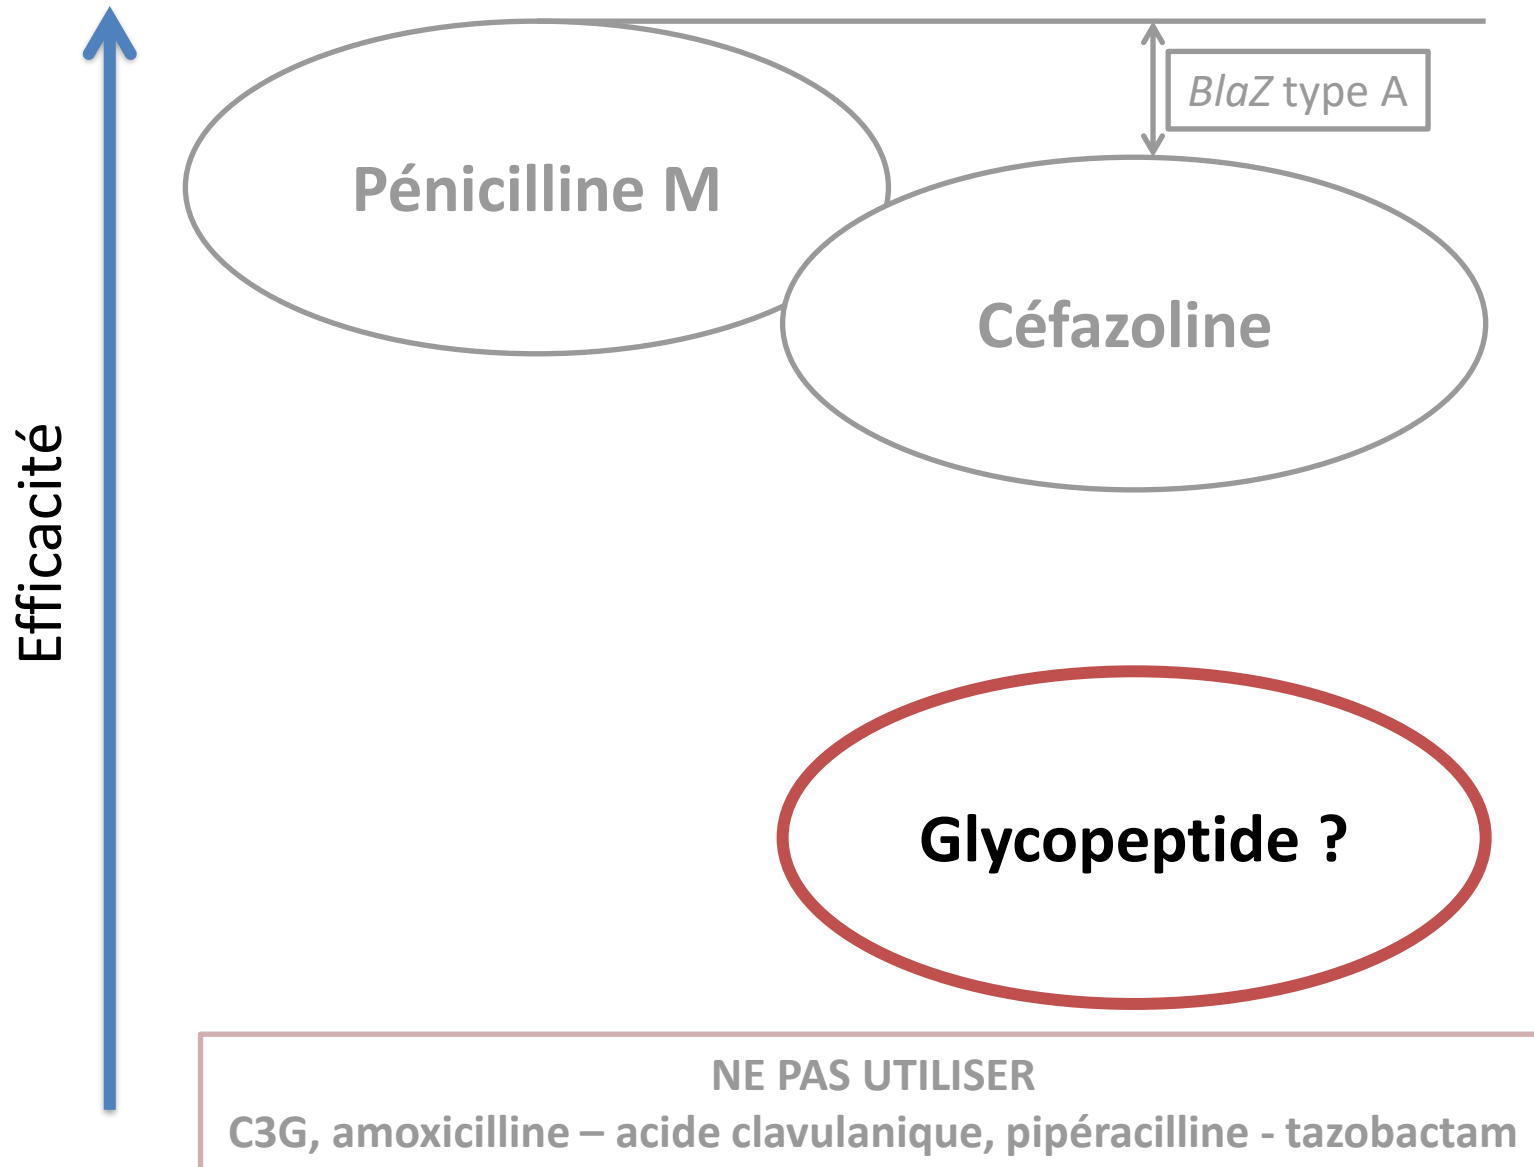 BlaZ type A
Pénicilline M
Céfazoline
Efficacité
Glycopeptide ?
NE PAS UTILISER
C3G, amoxicilline – acide clavulanique, pipéracilline - tazobactam